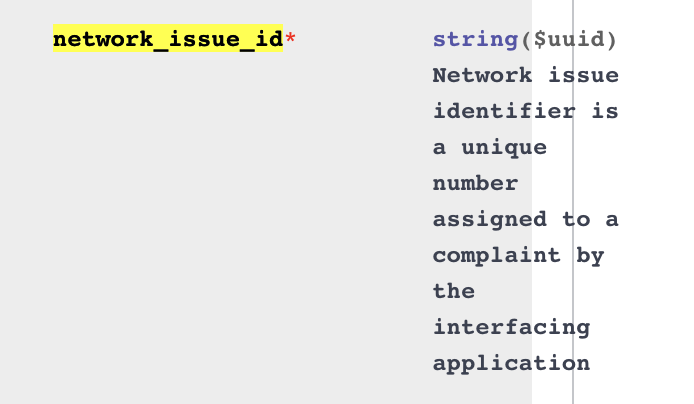 network_issue_id* string($uuid)
Network issue
identifier is
a unique
number
assigned to a
complaint by
the
interfacing
application